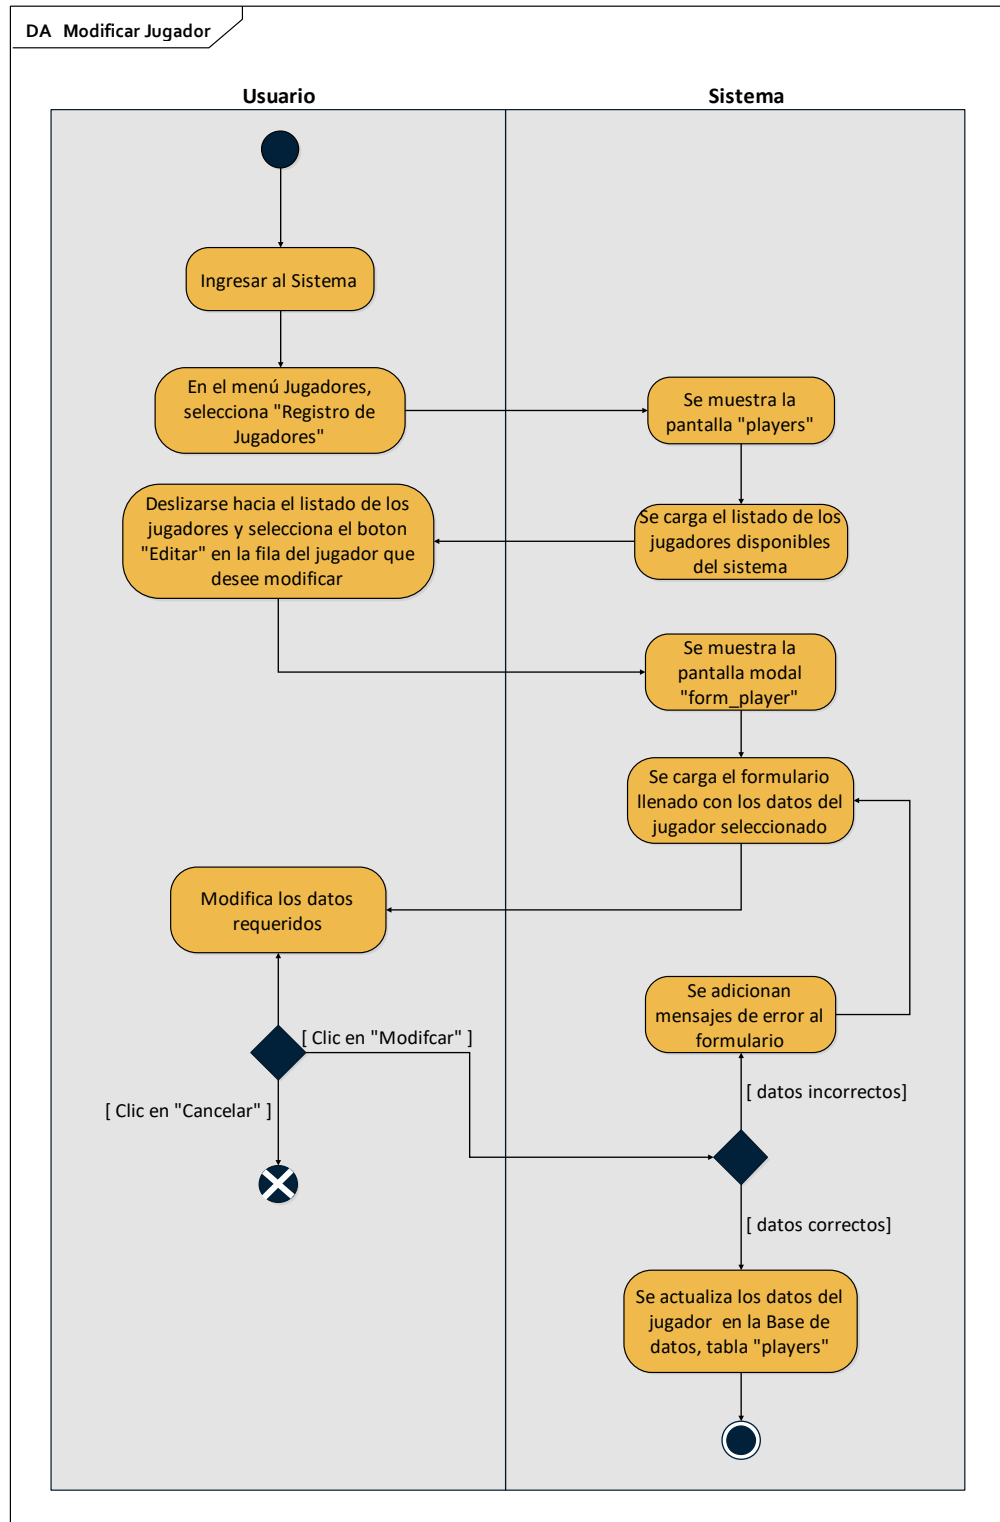 DA Modificar Jugador
Usuario
Sistema
Ingresar al Sistema
En el menú Jugadores,
selecciona "Registro de
Jugadores"
Se muestra la
pantalla "players"
Deslizarse hacia el listado de los
jugadores y selecciona el boton
"Editar" en la fila del jugador que
desee modificar
Se carga el listado de los
jugadores disponibles
del sistema
Se muestra la
pantalla modal
"form_player"
Se carga el formulario
llenado con los datos del
jugador seleccionado
Modifica los datos
requeridos
Se adicionan
mensajes de error al
formulario
[ Clic en "Modifcar" ]
[ datos incorrectos]
[ Clic en "Cancelar" ]
[ datos correctos]
Se actualiza los datos del
jugador en la Base de
datos, tabla "players"